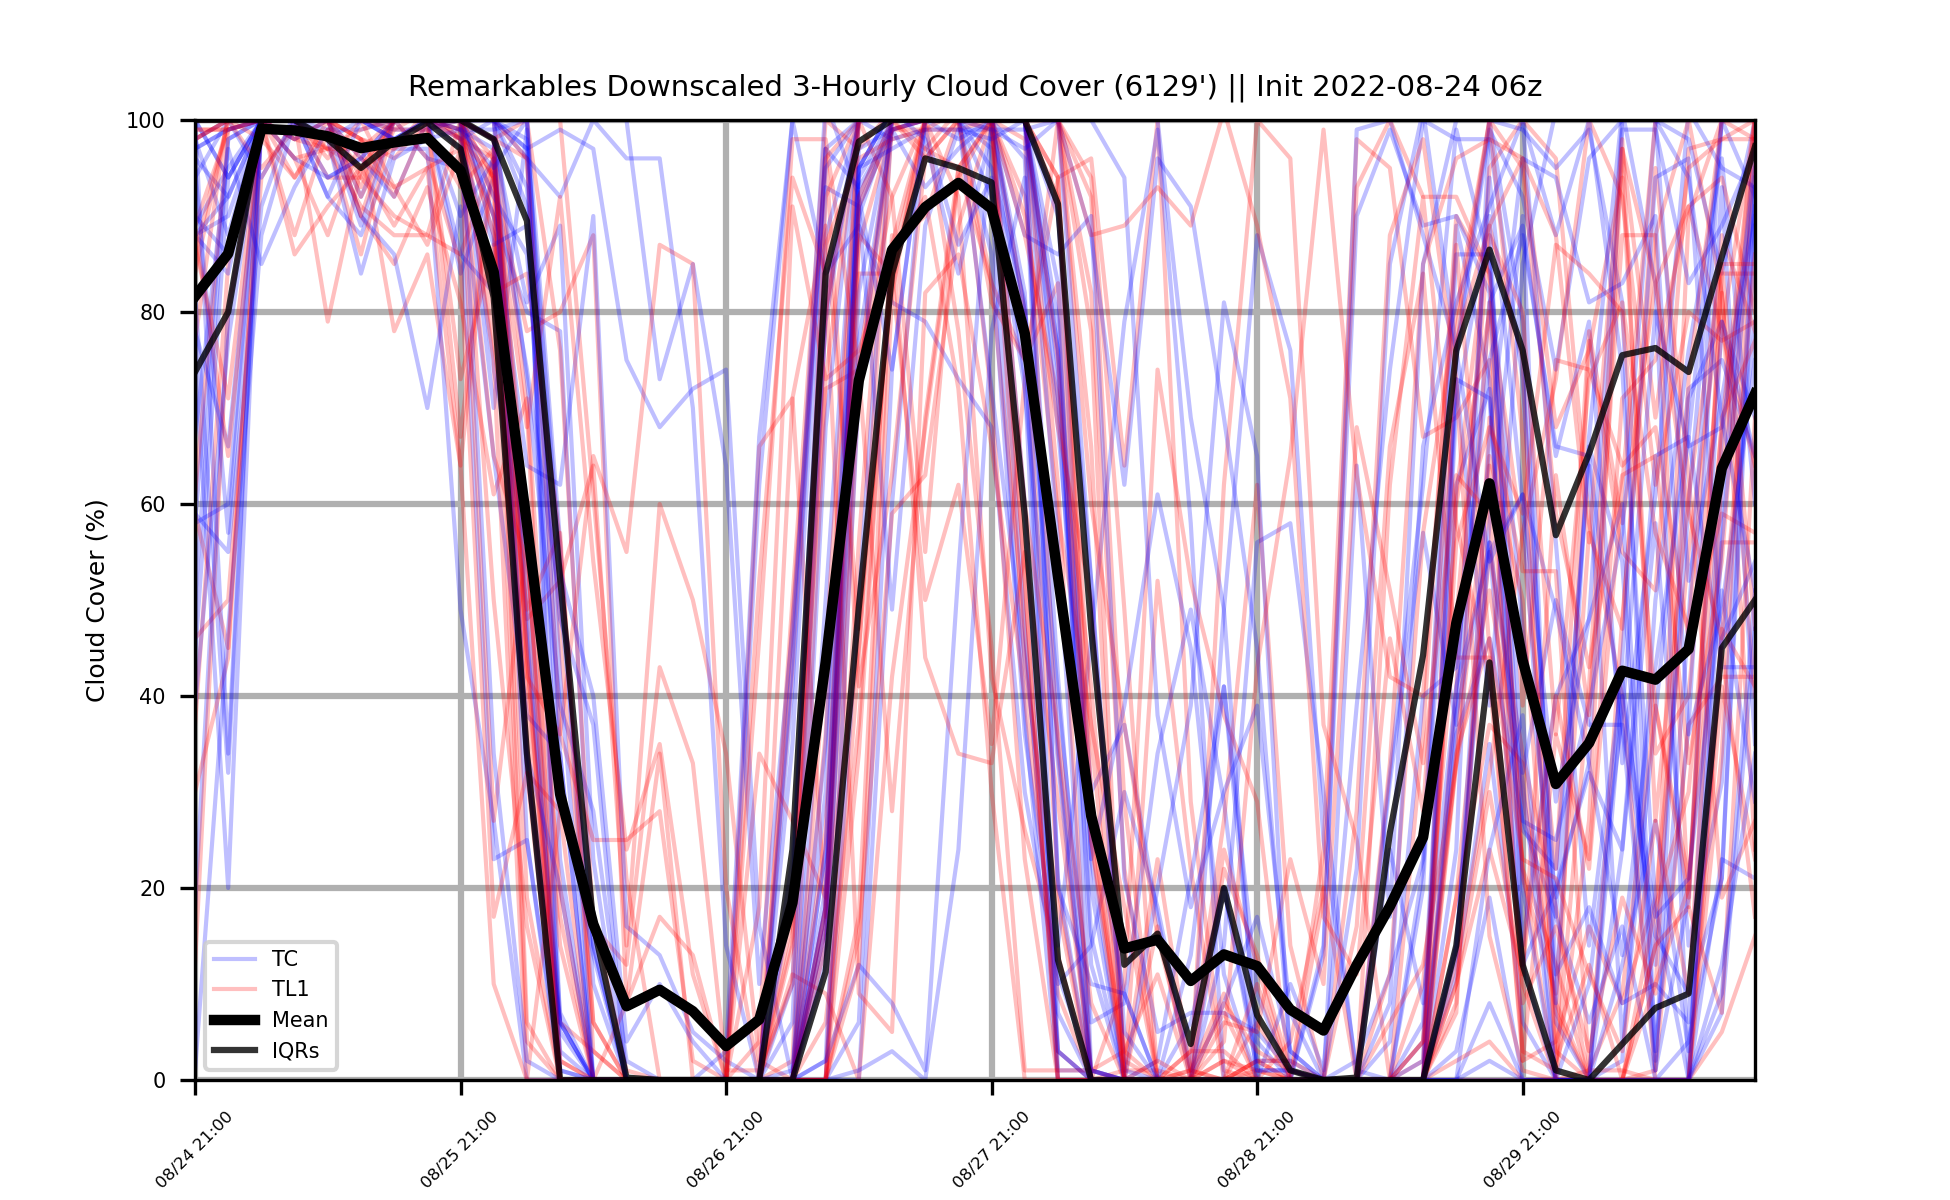 Remarkables Downscaled 3-Hourly Cloud Cover (6129') || Init 2022-08-24 06z
Cloud Cover (%)
100
80
60
40
20
0
TC
TL1
Mean
IQRs
08/24 21:00
08/25 21:00
08/26 21:00
08/27 21:00
08/28 21:00
08/29 21:00